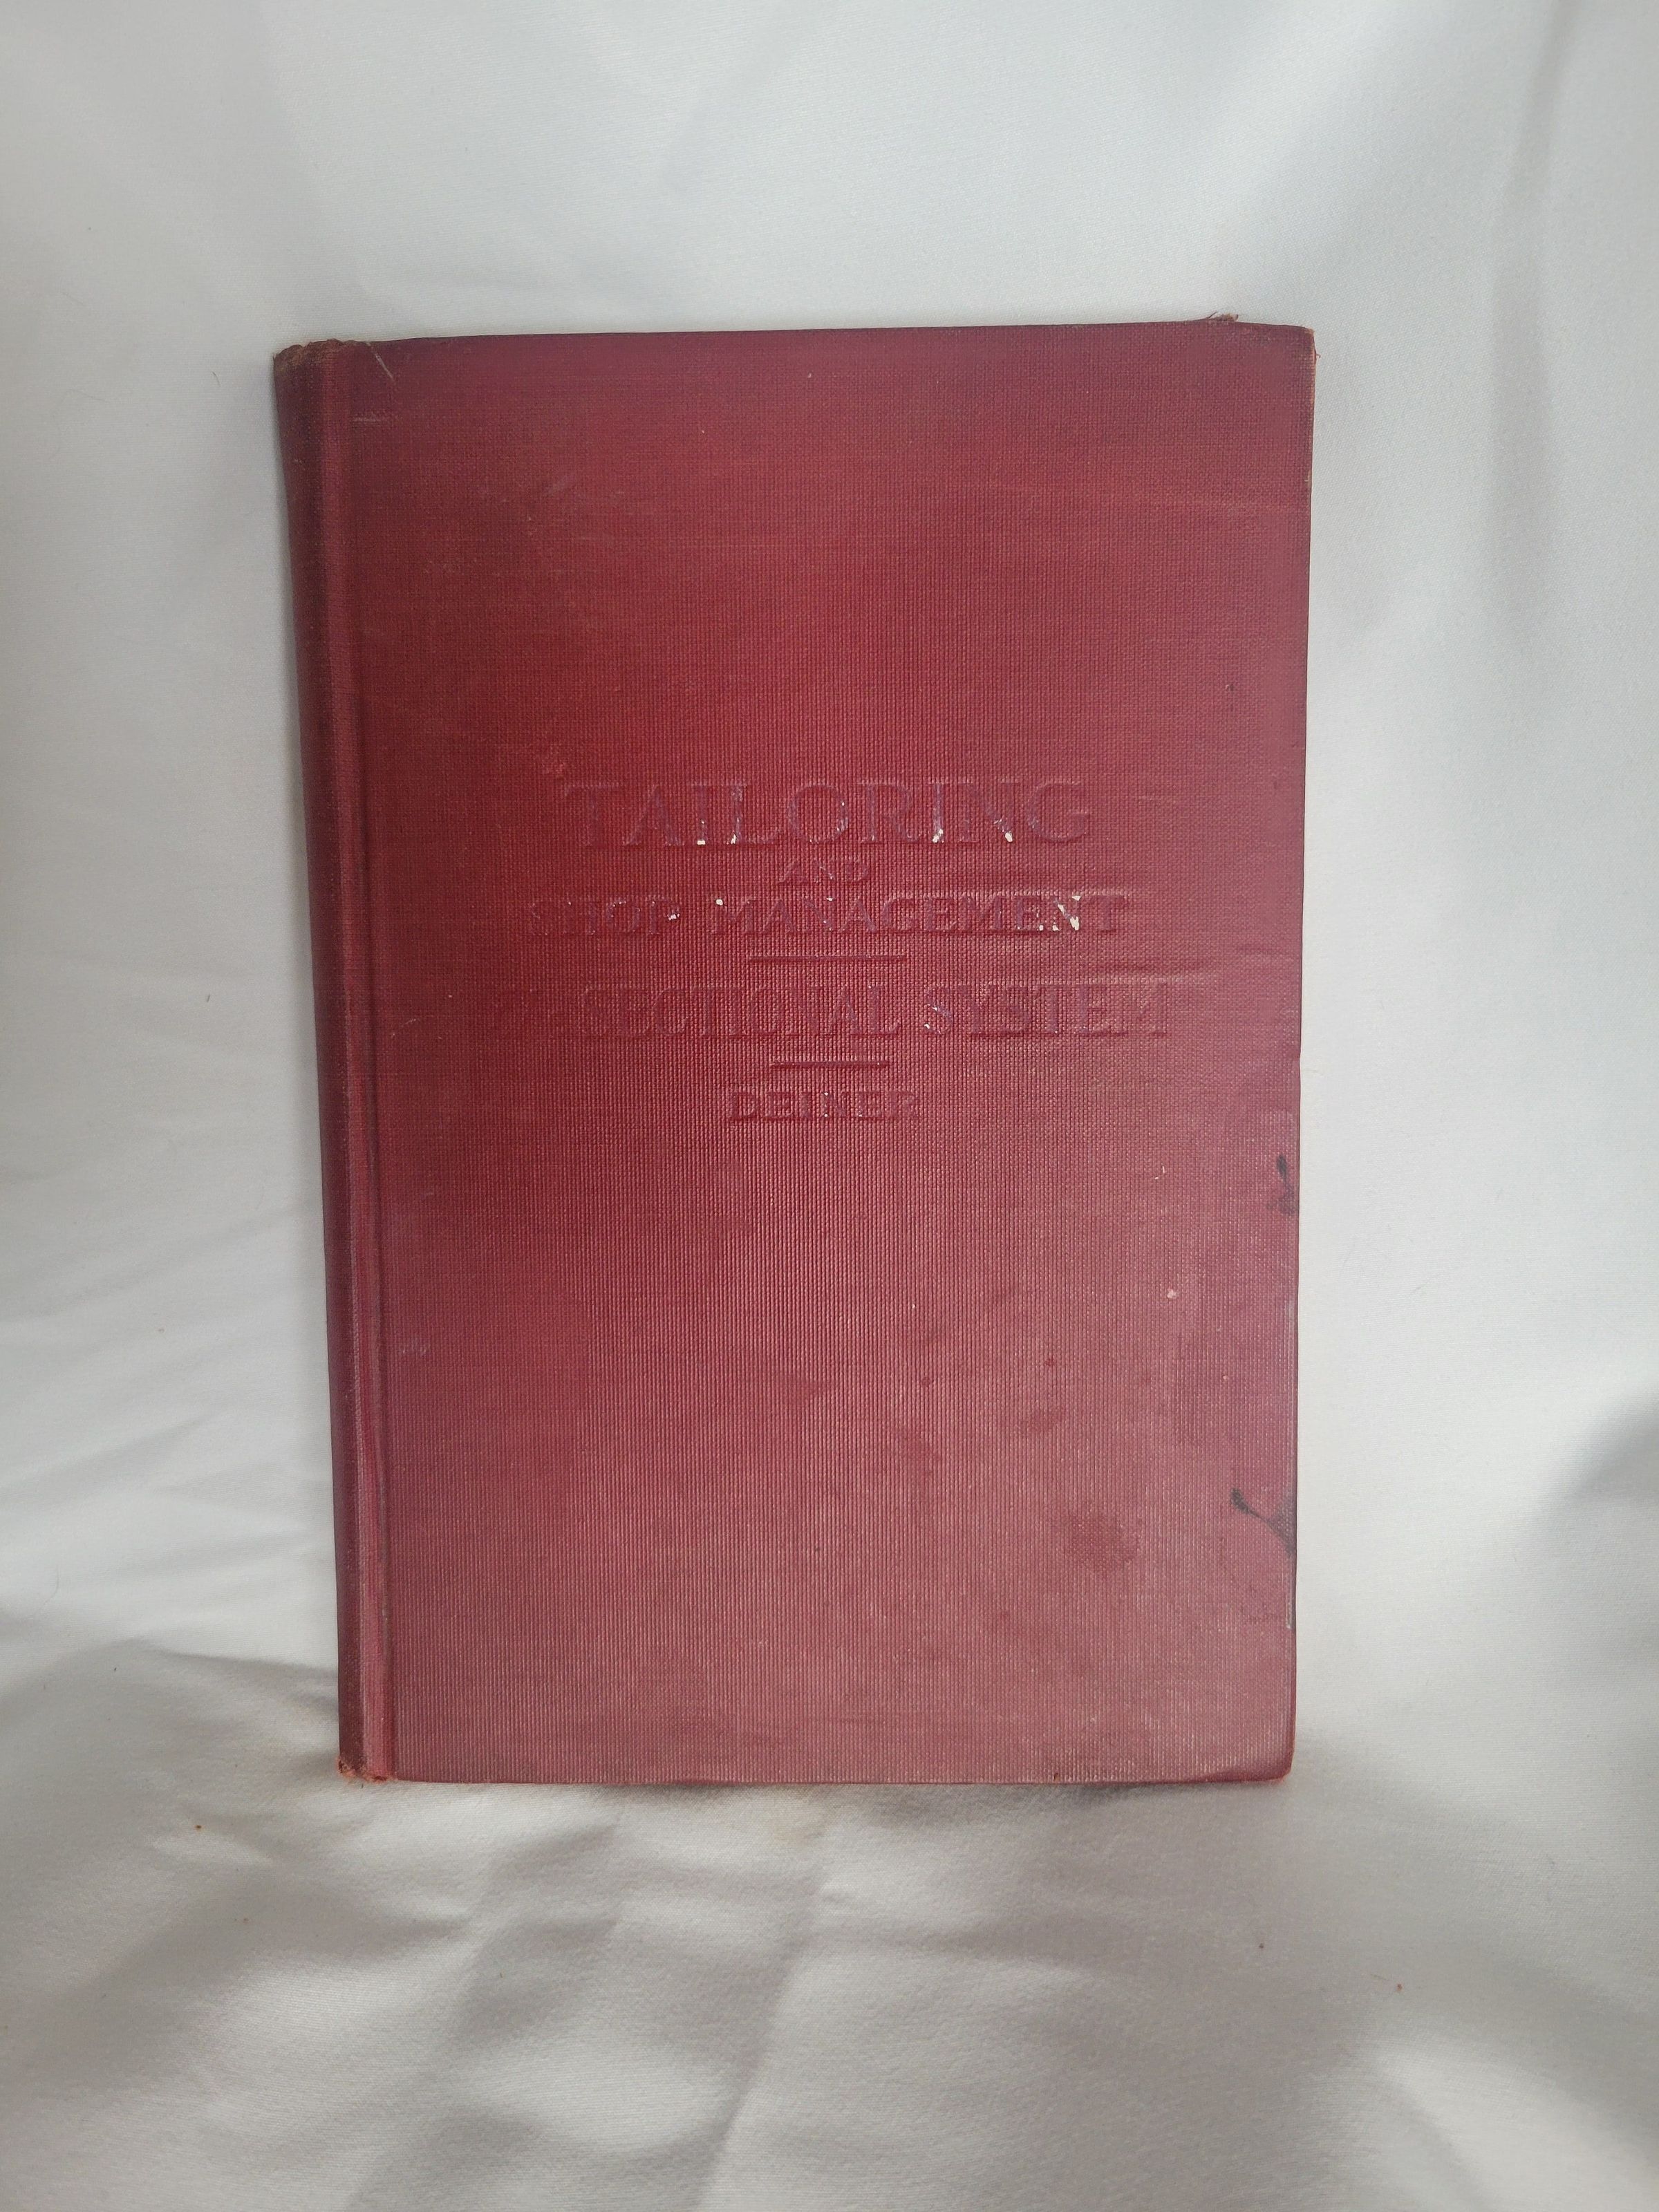 TAILORING
AND
SHOP MANAGEMENT
SECTIONAL SYSTEM
DEINER